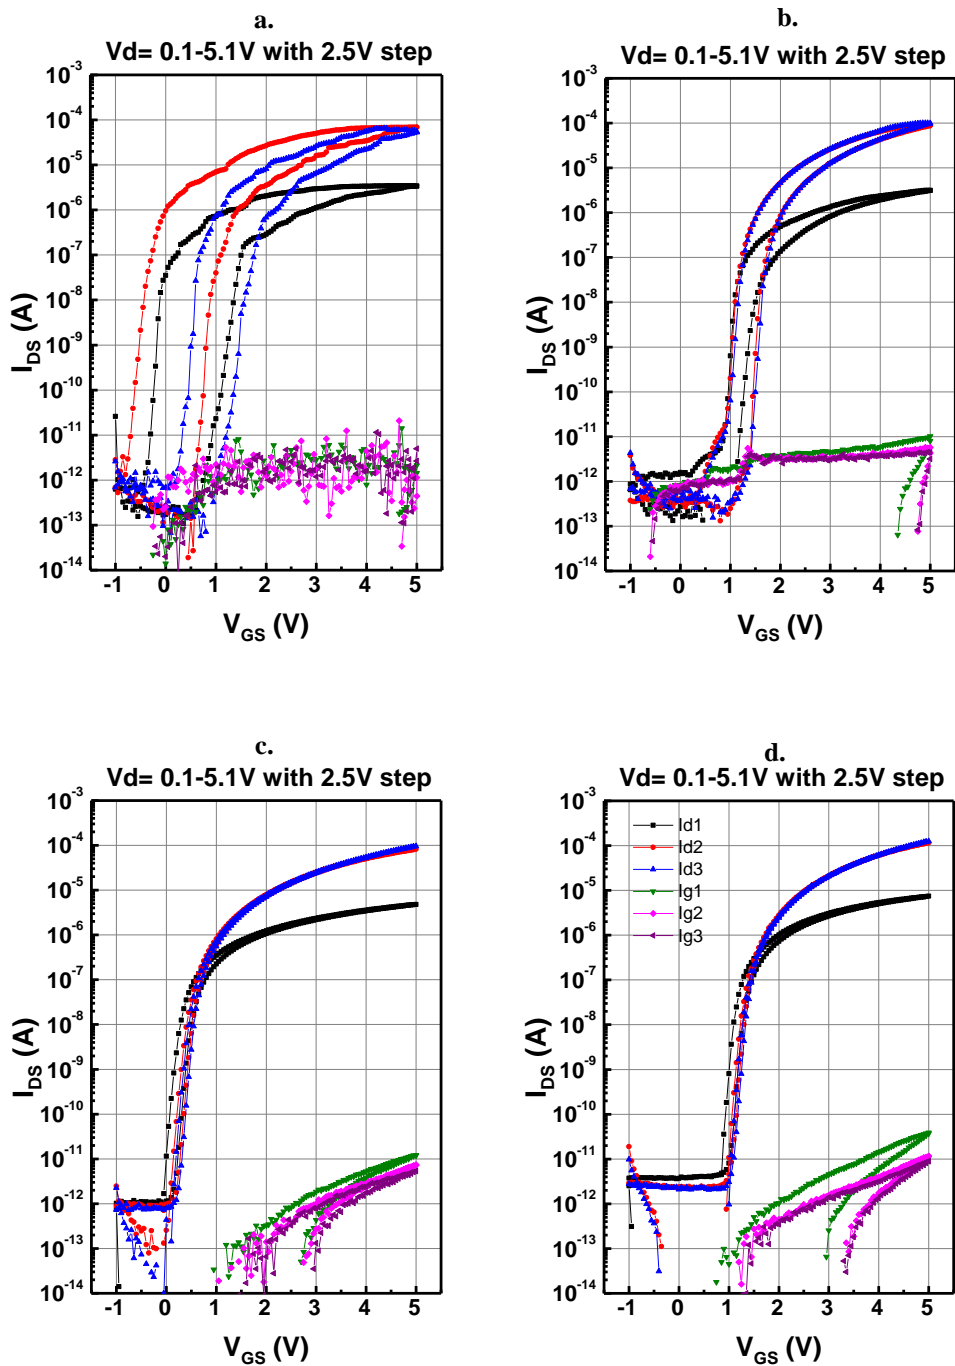 a.
Vd= 0.1-5.1V with 2.5V step
10^-3
10^-4
10^-5
10^-6
10^-7
10^-8
10^-9
10^-10
10^-11
10^-12
10^-13
10^-14
I_DS (A)
-1 0 1 2 3 4 5
V_GS (V)
b.
Vd= 0.1-5.1V with 2.5V step
10^-3
10^-4
10^-5
10^-6
10^-7
10^-8
10^-9
10^-10
10^-11
10^-12
10^-13
10^-14
I_DS (A)
-1 0 1 2 3 4 5
V_GS (V)
c.
Vd= 0.1-5.1V with 2.5V step
10^-3
10^-4
10^-5
10^-6
10^-7
10^-8
10^-9
10^-10
10^-11
10^-12
10^-13
10^-14
I_DS (A)
-1 0 1 2 3 4 5
V_GS (V)
d.
Vd= 0.1-5.1V with 2.5V step
10^-3
10^-4
10^-5
10^-6
10^-7
10^-8
10^-9
10^-10
10^-11
10^-12
10^-13
10^-14
I_DS (A)
Id1
Id2
Id3
Ig1
Ig2
Ig3
-1 0 1 2 3 4 5
V_GS (V)